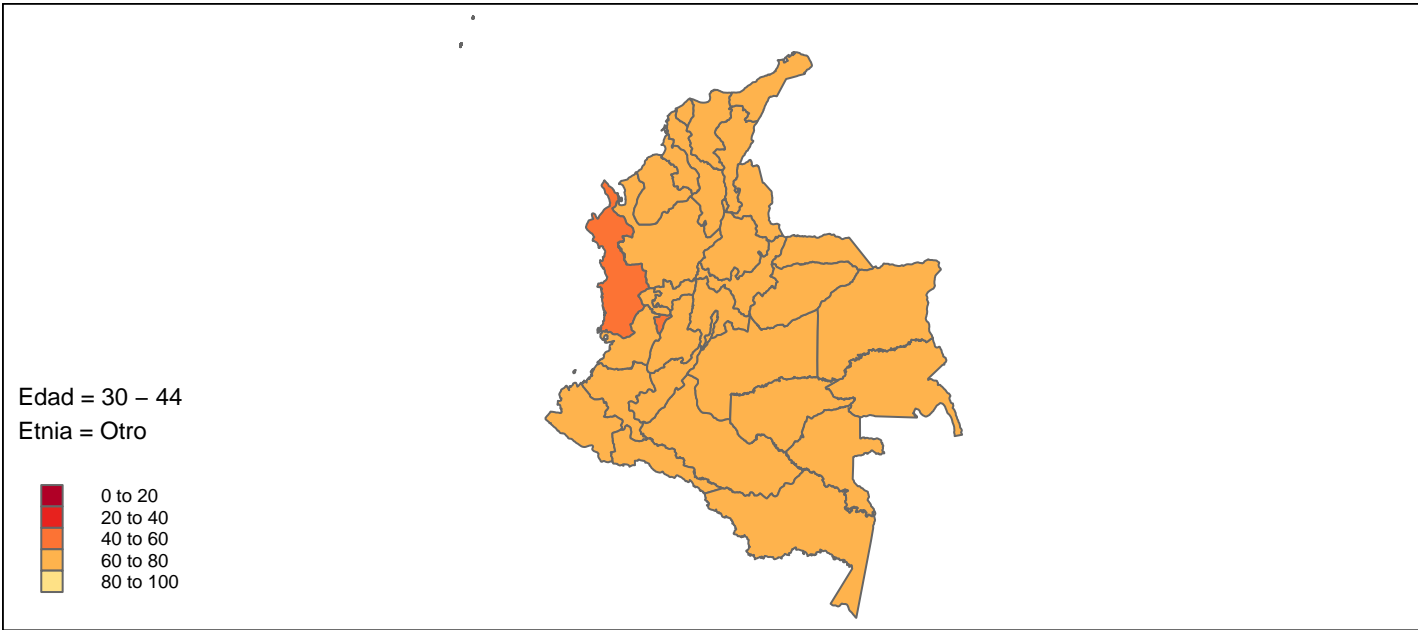 Edad = 30 – 44
Etnia = Otro
0 to 20
20 to 40
40 to 60
60 to 80
80 to 100